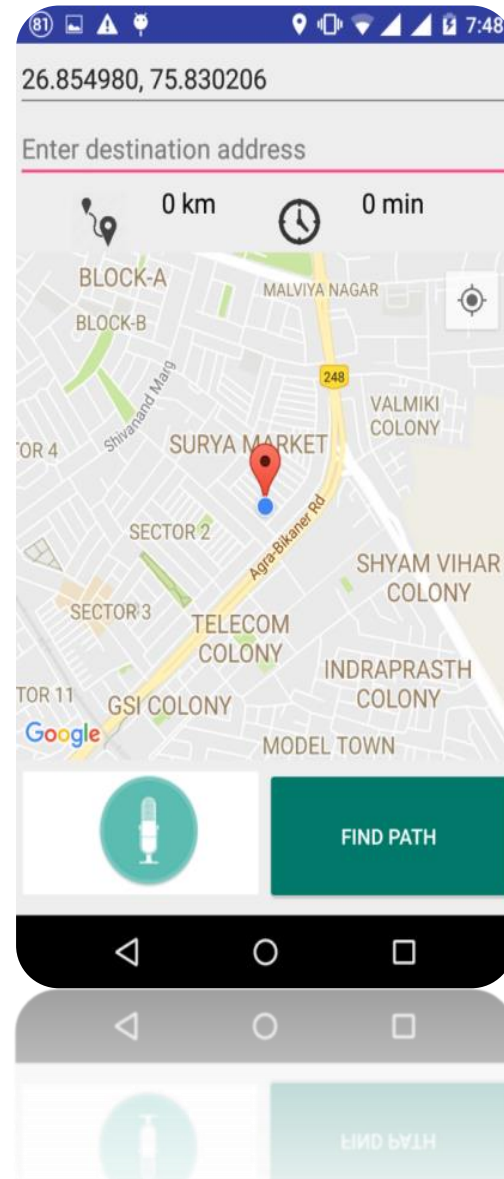 81 7:48
26.854980, 75.830206
Enter destination address
0 km 0 min
BLOCK-A
MALVIYA NAGAR
BLOCK-B
248
Shivanand Marg
VALMIKI
COLONY
TOR 4
SURYA MARKET
SECTOR 2
Agra-Bikaner Rd
SHYAM VIHAR
COLONY
SECTOR 3
TELECOM
COLONY
INDRAPRASTH
COLONY
TOR 11
GSI COLONY
Google
MODEL TOWN
FIND PATH
FIND PATH